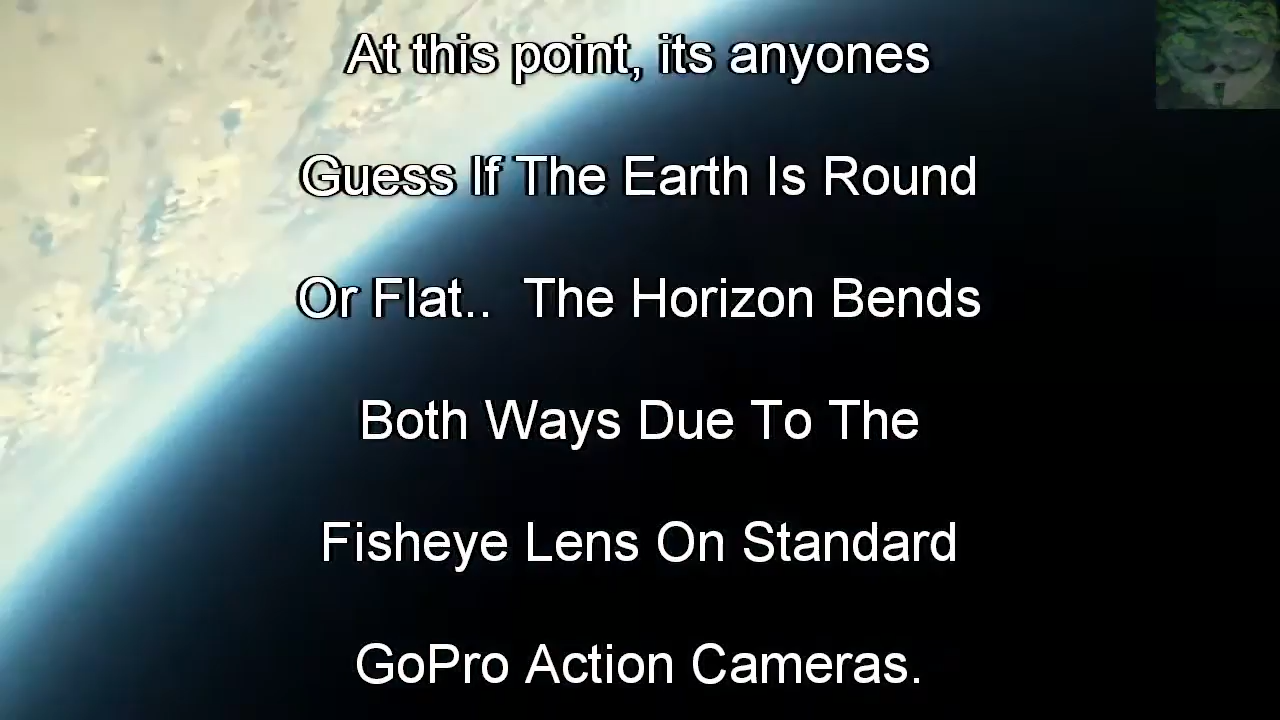 At this point, its anyones
Guess If The Earth Is Round
Or Flat..  The Horizon Bends
Both Ways Due To The
Fisheye Lens On Standard
GoPro Action Cameras.